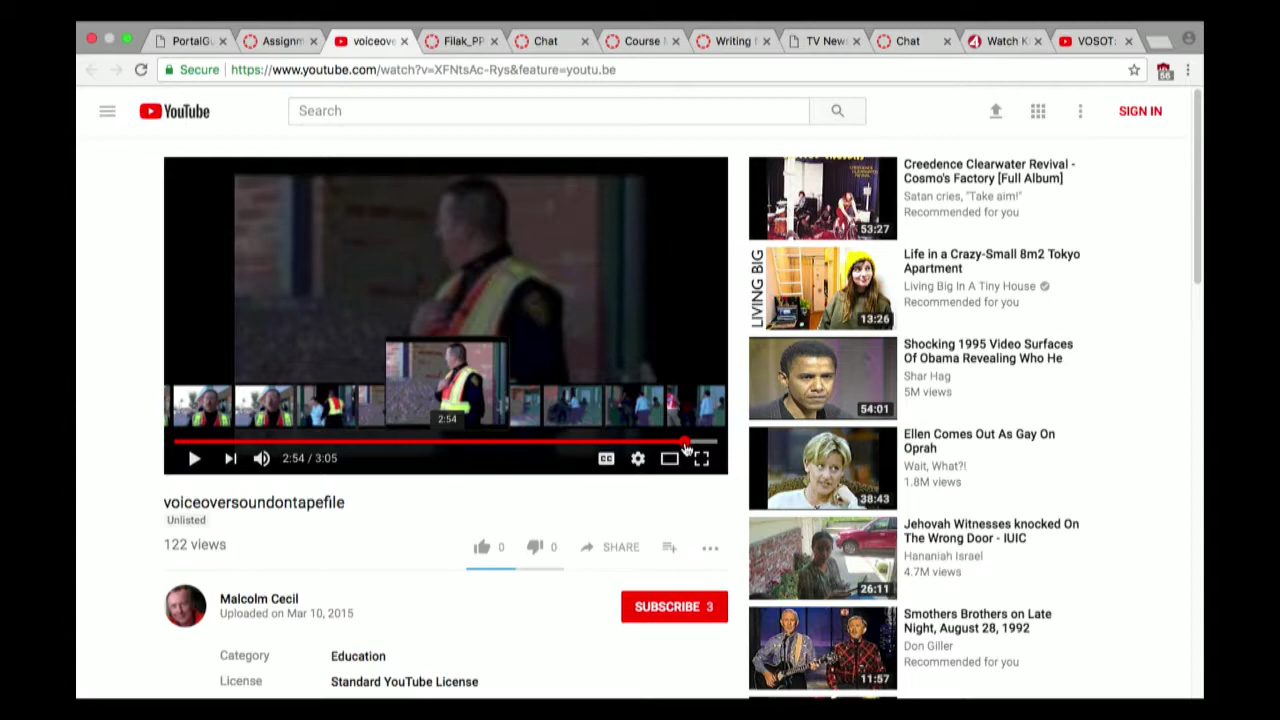 PortalGu
Assignm
voiceove
Filak_PP
Chat
Course M
Writing M
TV News
Chat
Watch K
VOSOT:
Secure
https://www.youtube.com/watch?v=XFNtsAc-Rys&feature=youtu.be
56
YouTube
Search
SIGN IN
2:54
2:54 / 3:05
CC
voiceoversoundontapefile
Unlisted
122 views
0
0
SHARE
Malcolm Cecil
Uploaded on Mar 10, 2015
SUBSCRIBE 3
Category
Education
License
Standard YouTube License
53:27
Creedence Clearwater Revival -
Cosmo's Factory [Full Album]
Satan cries, "Take aim!"
Recommended for you
LIVING BIG
13:26
Life in a Crazy-Small 8m2 Tokyo
Apartment
Living Big In A Tiny House
Recommended for you
54:01
Shocking 1995 Video Surfaces
Of Obama Revealing Who He
Shar Hag
5M views
38:43
Ellen Comes Out As Gay On
Oprah
Wait, What?!
1.8M views
26:11
Jehovah Witnesses knocked On
The Wrong Door - IUIC
Hananiah Israel
4.7M views
11:57
Smothers Brothers on Late
Night, August 28, 1992
Don Giller
Recommended for you